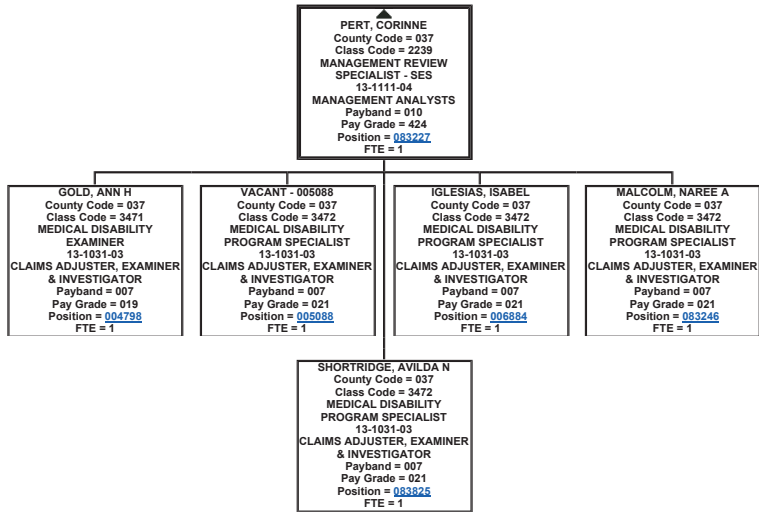 PERT, CORINNE
County Code = 037
Class Code = 2239
MANAGEMENT REVIEW
SPECIALIST - SES
13-1111-04
MANAGEMENT ANALYSTS
Payband = 010
Pay Grade = 424
Position = 083227
FTE = 1
GOLD, ANN H
County Code = 037
Class Code = 3471
MEDICAL DISABILITY
EXAMINER
13-1031-03
CLAIMS ADJUSTER, EXAMINER
& INVESTIGATOR
Payband = 007
Pay Grade = 019
Position = 004798
FTE = 1
VACANT - 005088
County Code = 037
Class Code = 3472
MEDICAL DISABILITY
PROGRAM SPECIALIST
13-1031-03
CLAIMS ADJUSTER, EXAMINER
& INVESTIGATOR
Payband = 007
Pay Grade = 021
Position = 005088
FTE = 1
IGLESIAS, ISABEL
County Code = 037
Class Code = 3472
MEDICAL DISABILITY
PROGRAM SPECIALIST
13-1031-03
CLAIMS ADJUSTER, EXAMINER
& INVESTIGATOR
Payband = 007
Pay Grade = 021
Position = 006884
FTE = 1
MALCOLM, NAREE A
County Code = 037
Class Code = 3472
MEDICAL DISABILITY
PROGRAM SPECIALIST
13-1031-03
CLAIMS ADJUSTER, EXAMINER
& INVESTIGATOR
Payband = 007
Pay Grade = 021
Position = 083246
FTE = 1
SHORTRIDGE, AVILDA N
County Code = 037
Class Code = 3472
MEDICAL DISABILITY
PROGRAM SPECIALIST
13-1031-03
CLAIMS ADJUSTER, EXAMINER
& INVESTIGATOR
Payband = 007
Pay Grade = 021
Position = 083825
FTE = 1